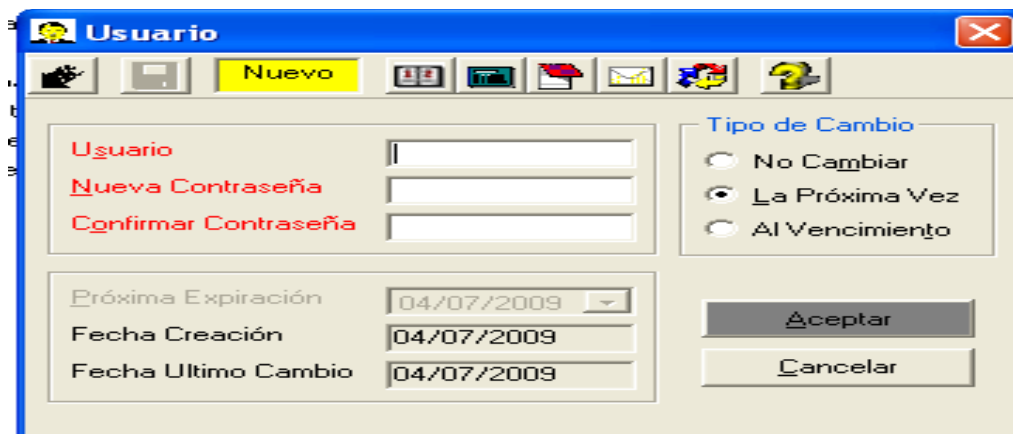 Usuario
Nuevo
Usuario
Nueva Contraseña
Confirmar Contraseña
Tipo de Cambio
No Cambiar
La Próxima Vez
Al Vencimiento
Próxima Expiración 04/07/2009
Fecha Creación 04/07/2009
Fecha Ultimo Cambio 04/07/2009
Aceptar
Cancelar